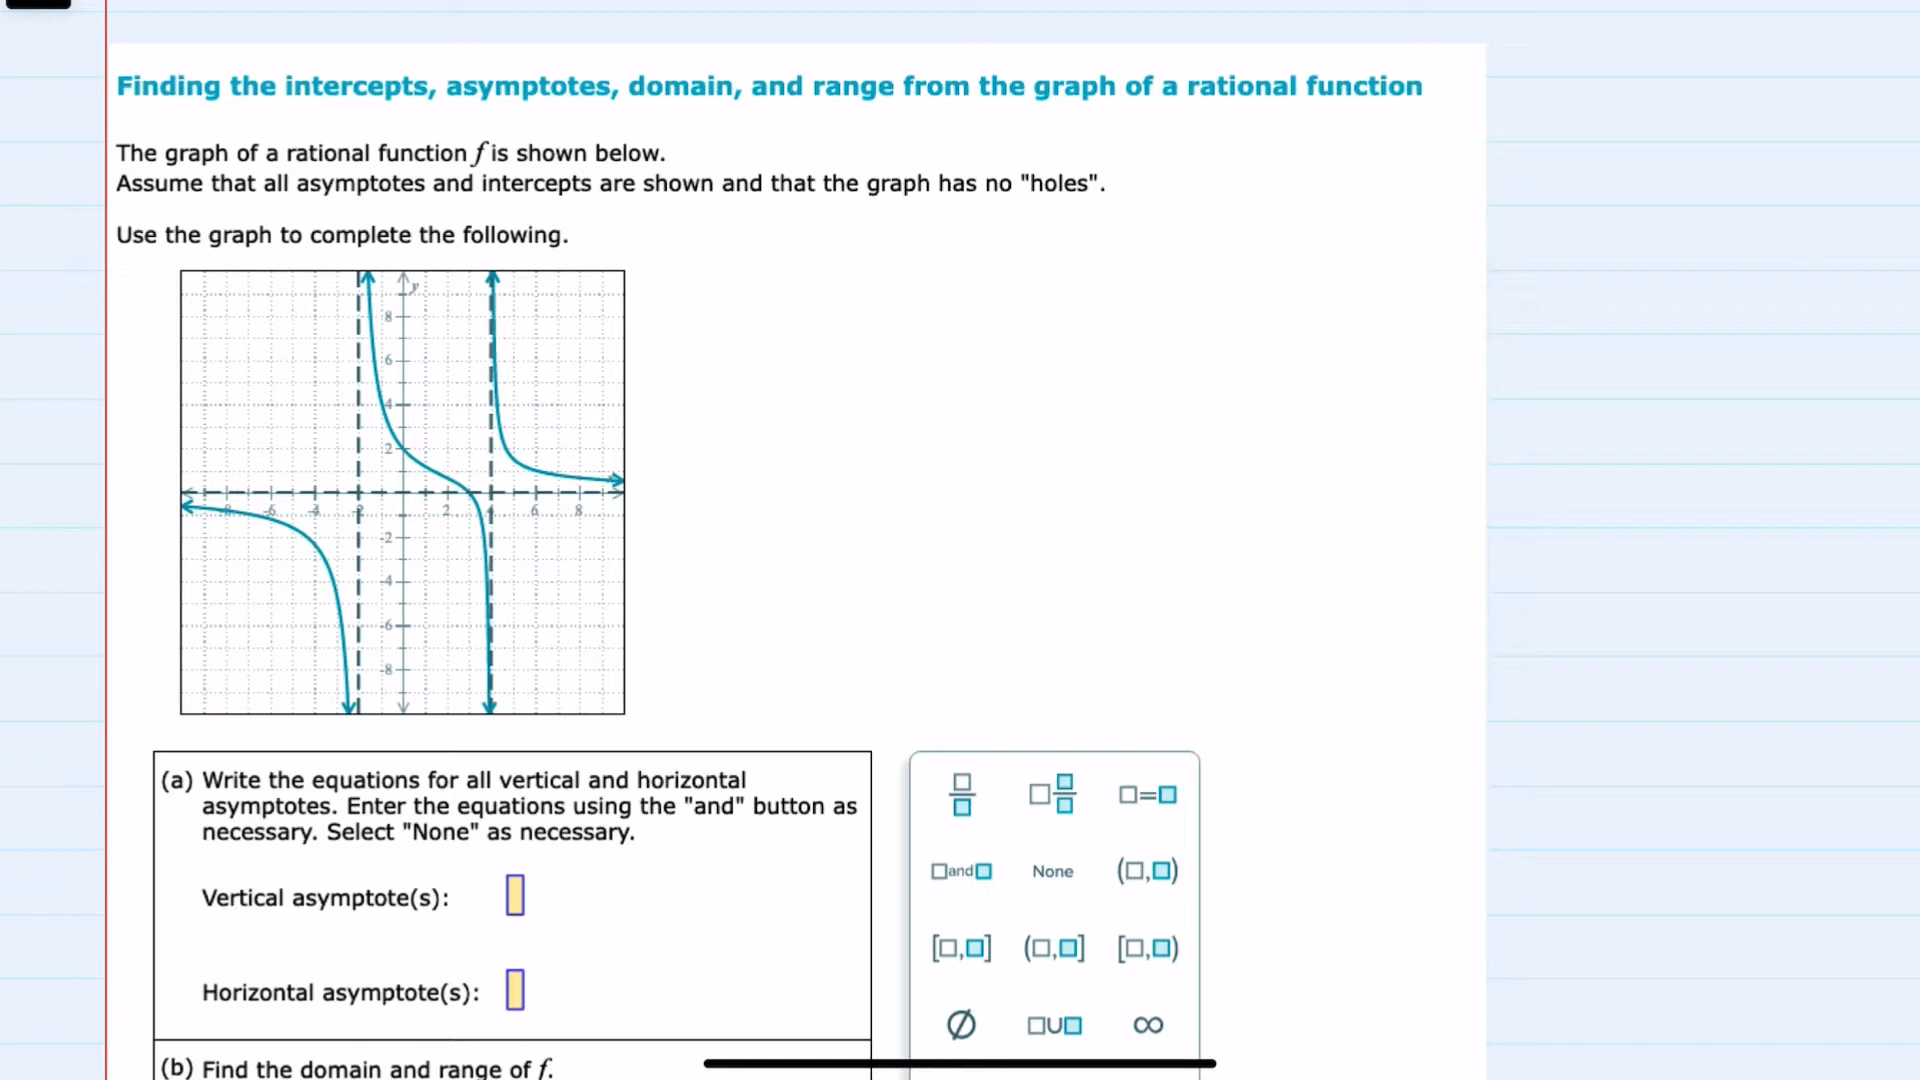 Finding the intercepts, asymptotes, domain, and range from the graph of a rational function
The graph of a rational function f is shown below.
Assume that all asymptotes and intercepts are shown and that the graph has no "holes".
Use the graph to complete the following.
y
8
6
4
2
-8 -6 -4 2 6 8
-2
-4
-6
-8
(a) Write the equations for all vertical and horizontal
asymptotes. Enter the equations using the "and" button as
necessary. Select "None" as necessary.
Vertical asymptote(s):
Horizontal asymptote(s):
(b) Find the domain and range of f.
□/□ □□/□ □=□
□and□ None (□,□)
[□,□] (□,□] [□,□)
∅ □∪□ ∞